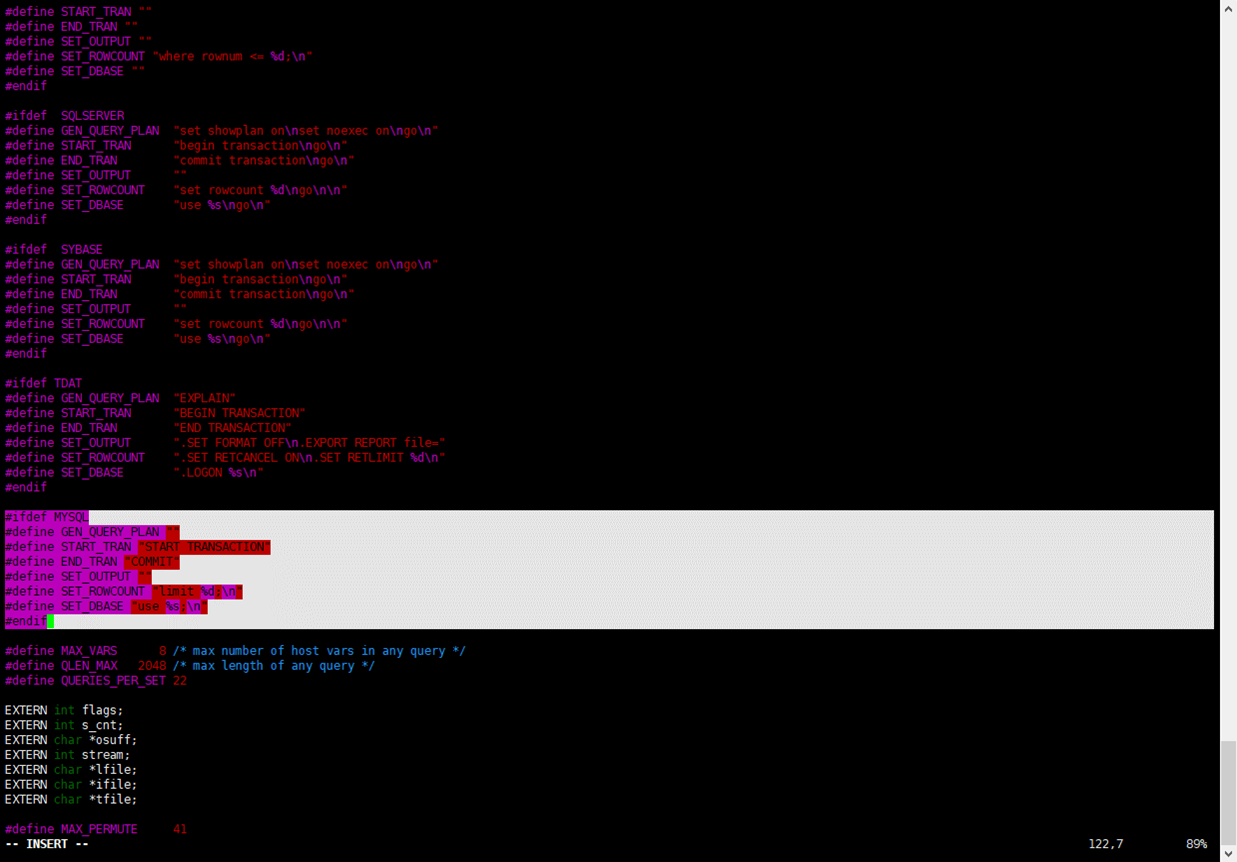 #define START_TRAN ""
#define END_TRAN ""
#define SET_OUTPUT ""
#define SET_ROWCOUNT "where rownum <= %d;\n"
#define SET_DBASE ""
#endif
#ifdef  SQLSERVER
#define GEN_QUERY_PLAN  "set showplan on\nset noexec on\ngo\n"
#define START_TRAN      "begin transaction\ngo\n"
#define END_TRAN        "commit transaction\ngo\n"
#define SET_OUTPUT      ""
#define SET_ROWCOUNT    "set rowcount %d\ngo\n\n"
#define SET_DBASE       "use %s\ngo\n"
#endif
#ifdef  SYBASE
#define GEN_QUERY_PLAN  "set showplan on\nset noexec on\ngo\n"
#define START_TRAN      "begin transaction\ngo\n"
#define END_TRAN        "commit transaction\ngo\n"
#define SET_OUTPUT      ""
#define SET_ROWCOUNT    "set rowcount %d\ngo\n\n"
#define SET_DBASE       "use %s\ngo\n"
#endif
#ifdef TDAT
#define GEN_QUERY_PLAN  "EXPLAIN"
#define START_TRAN      "BEGIN TRANSACTION"
#define END_TRAN        "END TRANSACTION"
#define SET_OUTPUT      ".SET FORMAT OFF\n.EXPORT REPORT file="
#define SET_ROWCOUNT    ".SET RETCANCEL ON\n.SET RETLIMIT %d\n"
#define SET_DBASE       ".LOGON %s\n"
#endif
#ifdef MYSQL
#define GEN_QUERY_PLAN ""
#define START_TRAN "START TRANSACTION"
#define END_TRAN "COMMIT"
#define SET_OUTPUT ""
#define SET_ROWCOUNT "limit %d;\n"
#define SET_DBASE "use %s;\n"
#endif
#define MAX_VARS      8 /* max number of host vars in any query */
#define QLEN_MAX   2048 /* max length of any query */
#define QUERIES_PER_SET 22
EXTERN int flags;
EXTERN int s_cnt;
EXTERN char *osuff;
EXTERN int stream;
EXTERN char *lfile;
EXTERN char *ifile;
EXTERN char *tfile;
#define MAX_PERMUTE     41
-- INSERT -- 122,7 89%